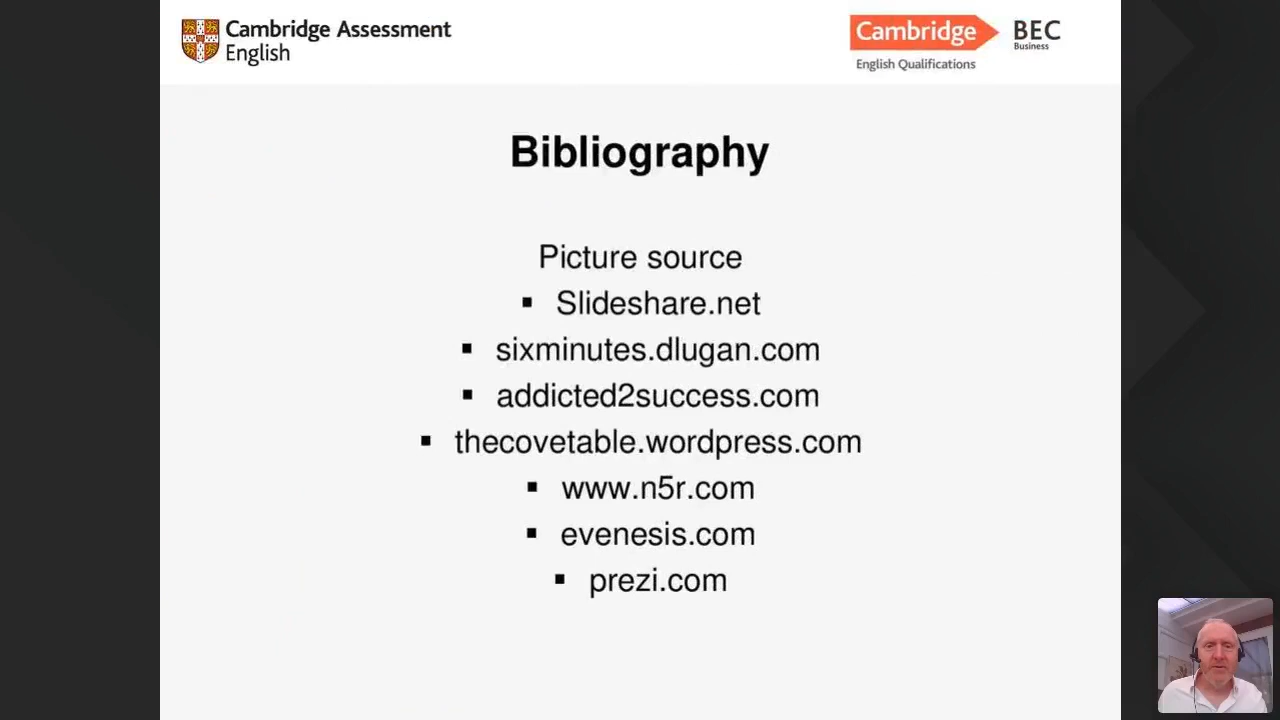 Cambridge Assessment
English
Cambridge
English Qualifications
BEC
Business
Bibliography
Picture source
▪ Slideshare.net
▪ sixminutes.dlugan.com
▪ addicted2success.com
▪ thecovetable.wordpress.com
▪ www.n5r.com
▪ evenesis.com
▪ prezi.com